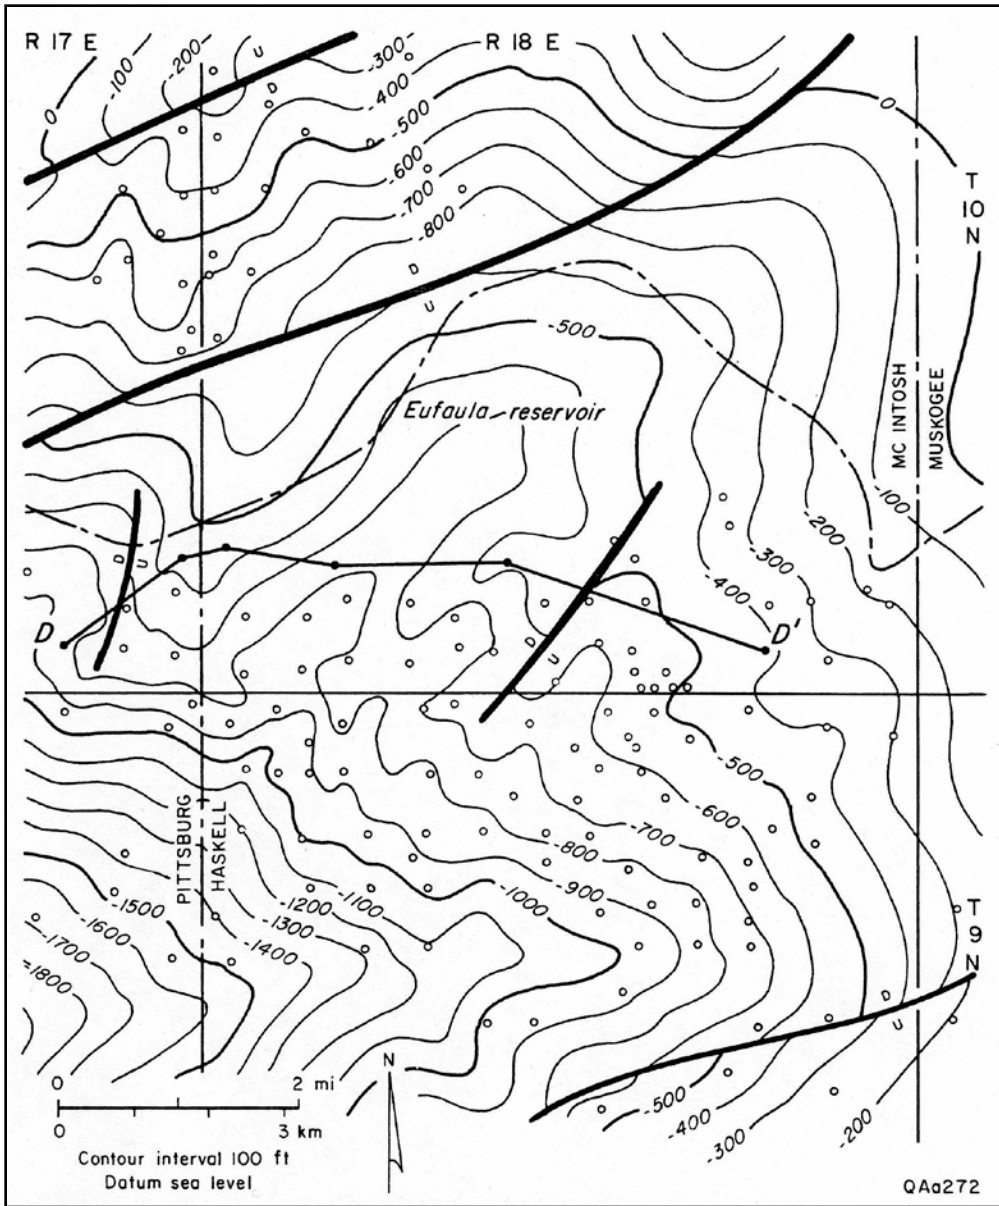 R 17 E
R 18 E
0
-100
-200
U
D
-300
-400
-500
-600
-700
-800
0
T
10
N
D
U
-500
Eufaula reservoir
MC INTOSH
MUSKOGEE
-100
-200
-300
-400
D
U
D
D'
D
U
-500
-600
-700
-800
-900
-1000
PITTSBURG
HASKELL
-1100
-1200
-1300
-1400
-1500
-1600
-1700
-1800
T
9
N
D
U
-500
-400
-300
-200
N
0 2 mi
0 3 km
Contour interval 100 ft
Datum sea level
QAa272